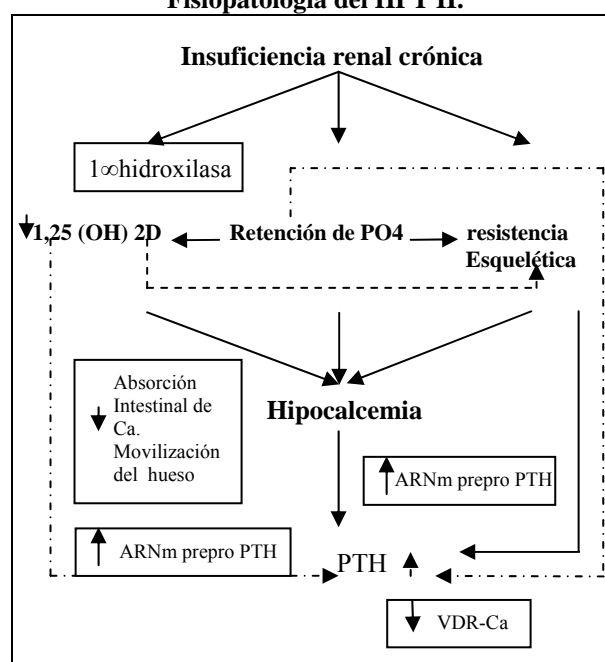 Fisiopatología del HPT II.
Insuficiencia renal crónica
1∞hidroxilasa
1,25 (OH) 2D
Retención de PO4
resistencia
Esquelética
Absorción
Intestinal de
Ca.
Movilización
del hueso
Hipocalcemia
ARNm prepro PTH
ARNm prepro PTH
PTH
VDR-Ca